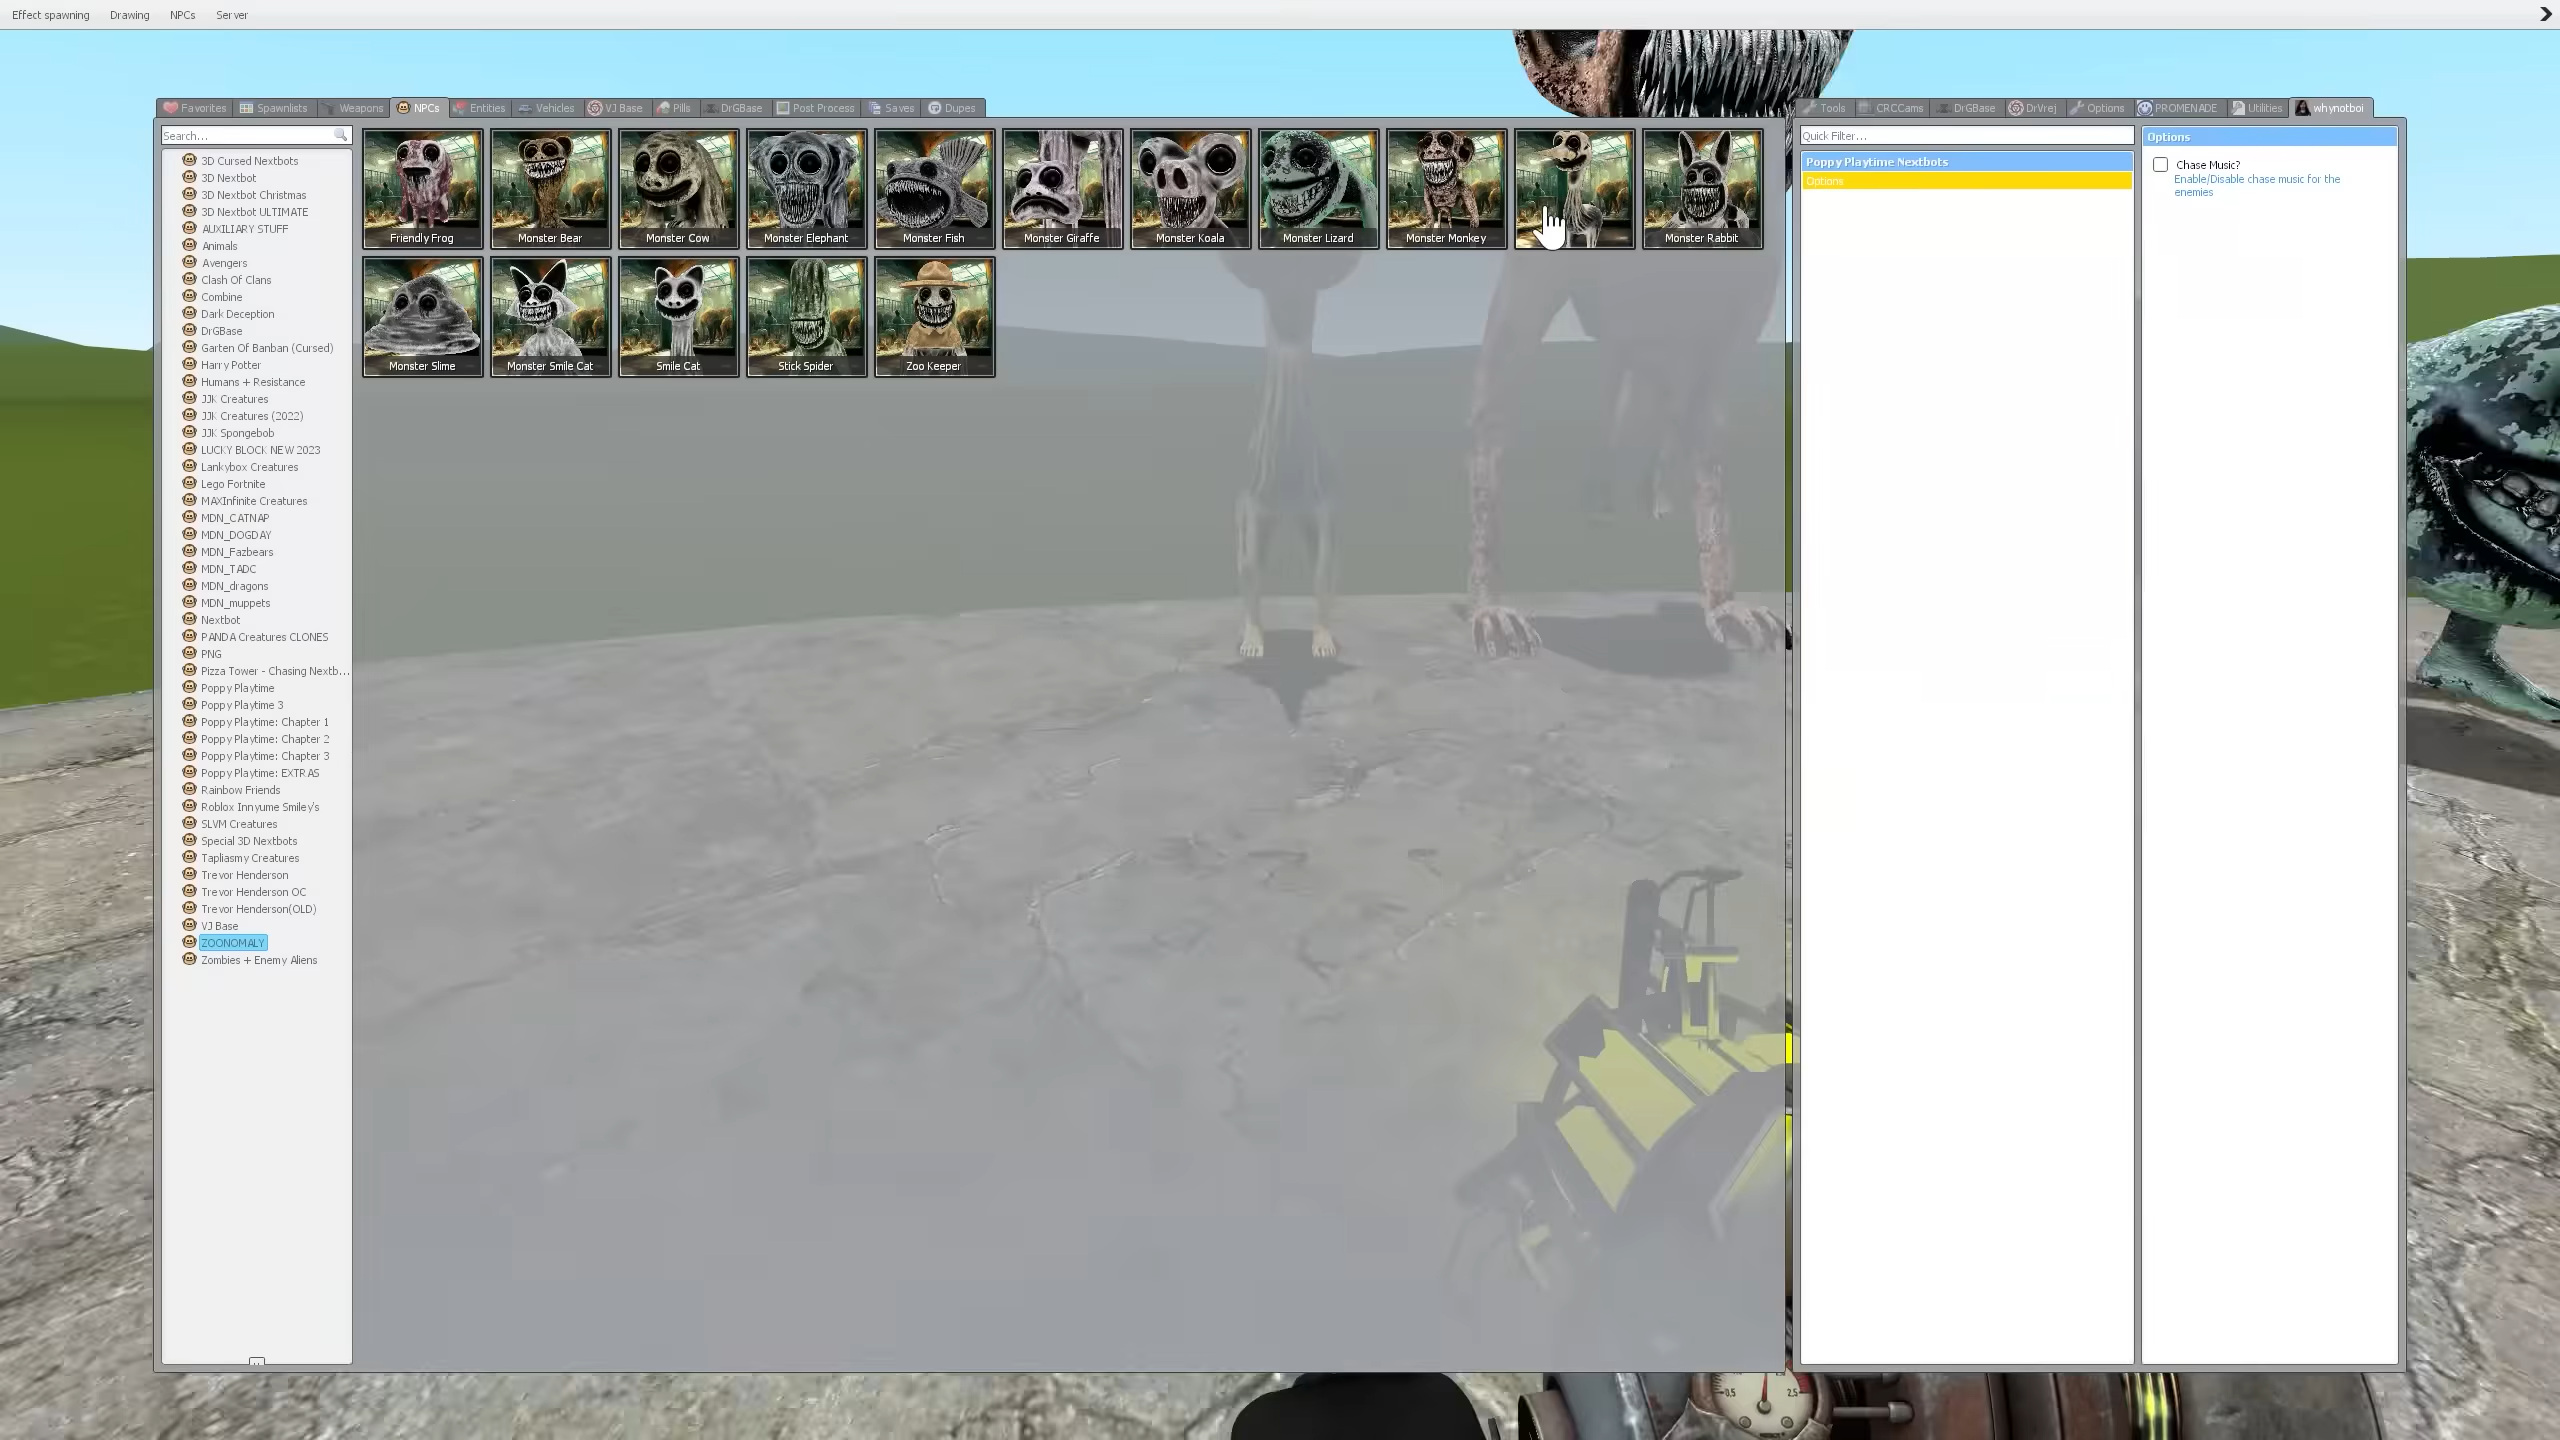 Effect spawning Drawing NPCs Server
Favorites Spawnlists Weapons NPCs Entities Vehicles VJ Base Pills DrGBase Post Process Saves Dupes
Search...
3D Cursed Nextbots
3D Nextbot
3D Nextbot Christmas
3D Nextbot ULTIMATE
AUXILIARY STUFF
Animals
Avengers
Clash Of Clans
Combine
Dark Deception
DrGBase
Garten Of Banban (Cursed)
Harry Potter
Humans + Resistance
JJK Creatures
JJK Creatures (2022)
JJK Spongebob
LUCKY BLOCK NEW 2023
Lankybox Creatures
Lego Fortnite
MAXInfinite Creatures
MDN_CATNAP
MDN_DOGDAY
MDN_Fazbears
MDN_TADC
MDN_dragons
MDN_muppets
Nextbot
PANDA Creatures CLONES
PNG
Pizza Tower - Chasing Nextb...
Poppy Playtime
Poppy Playtime 3
Poppy Playtime: Chapter 1
Poppy Playtime: Chapter 2
Poppy Playtime: Chapter 3
Poppy Playtime: EXTRAS
Rainbow Friends
Roblox Innyume Smiley's
SLVM Creatures
Special 3D Nextbots
Tapliasmy Creatures
Trevor Henderson
Trevor Henderson OC
Trevor Henderson(OLD)
VJ Base
ZOONOMALY
Zombies + Enemy Aliens
Friendly Frog Monster Bear Monster Cow Monster Elephant Monster Fish Monster Giraffe Monster Koala Monster Lizard Monster Monkey Monster Rabbit
Monster Slime Monster Smile Cat Smile Cat Stick Spider Zoo Keeper
Tools CRCCams DrGBase DrVrej Options PROMENADE Utilities whynotboi
Quick Filter...
Poppy Playtime Nextbots
Options
Options
Chase Music?
Enable/Disable chase music for the
enemies
0.5 2.5